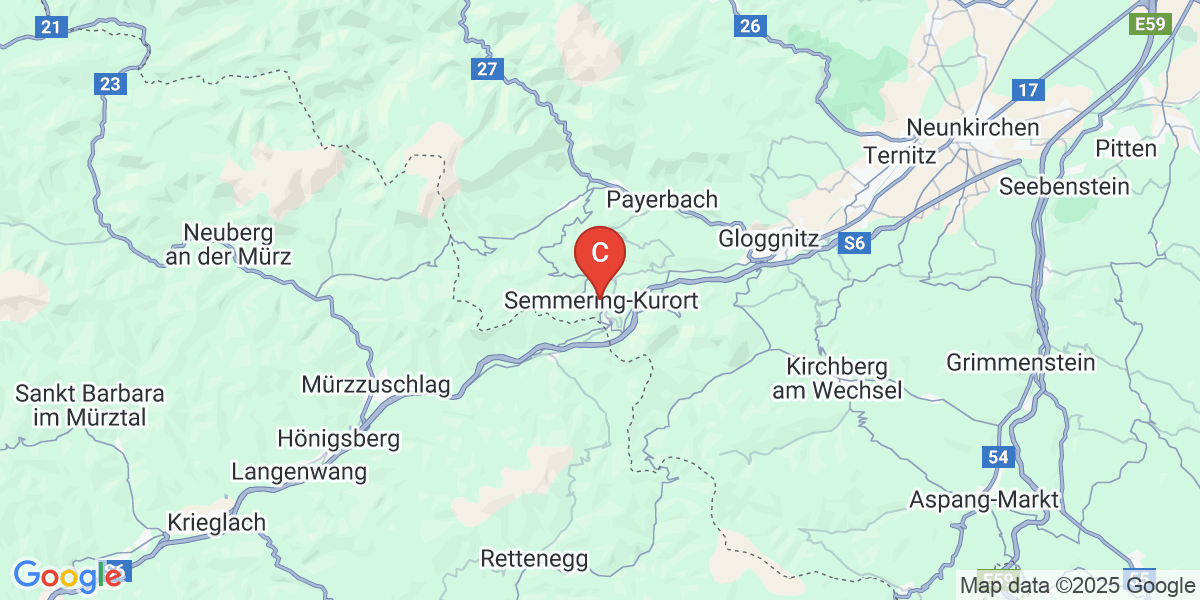 21
26
E59
27
23
17
Neunkirchen
Ternitz
Pitten
Seebenstein
Payerbach
Neuberg
an der Mürz
Gloggnitz
S6
C
Semmering-Kurort
Kirchberg
am Wechsel
Grimmenstein
Mürzzuschlag
Sankt Barbara
im Mürztal
Hönigsberg
54
Langenwang
Aspang-Markt
Krieglach
Rettenegg
Google
Map data ©2025 Google